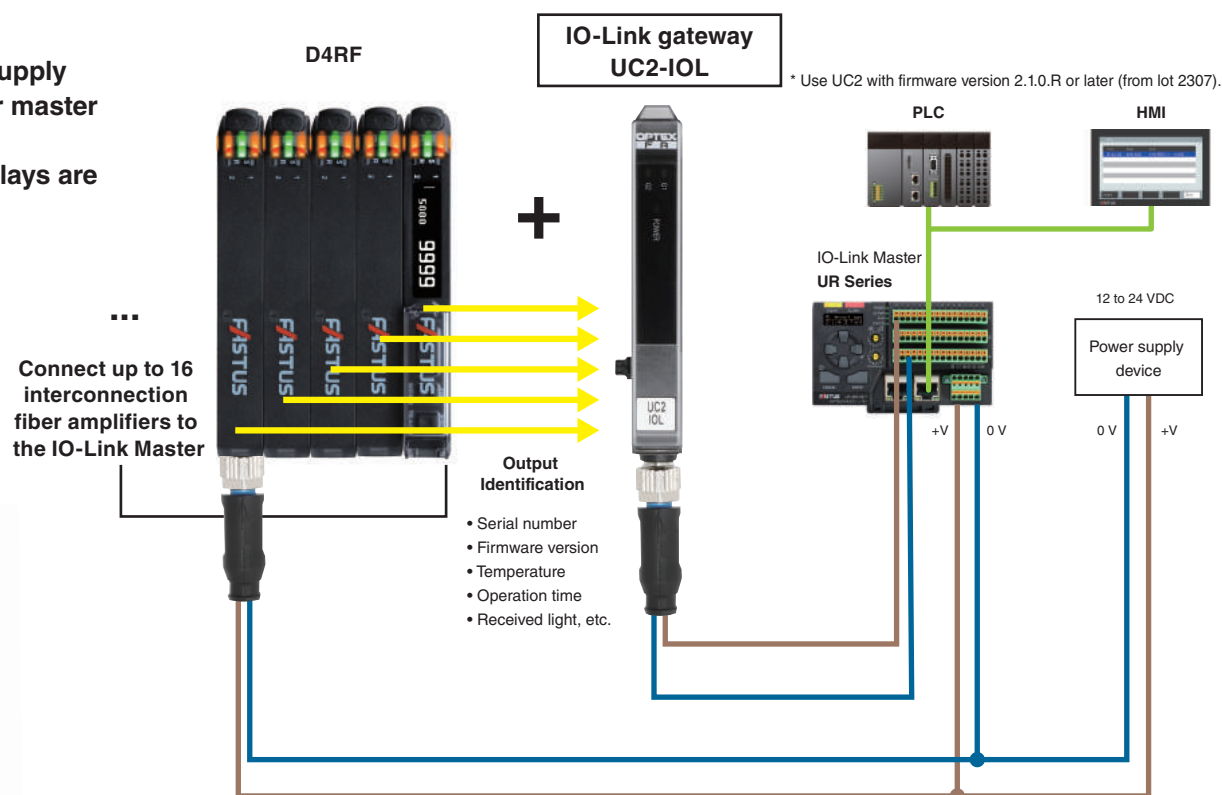 upply
r master
lays are
D4RF
IO-Link gateway
UC2-IOL
* Use UC2 with firmware version 2.1.0.R or later (from lot 2307).
PLC
HMI
OPTEX
F A
POWER
5000
9999
FASTUS
FASTUS
FASTUS
FASTUS
FASTUS
+
...
Connect up to 16
interconnection
fiber amplifiers to
the IO-Link Master
UC2
IOL
Output
Identification
• Serial number
• Firmware version
• Temperature
• Operation time
• Received light, etc.
IO-Link Master
UR Series
+V
0 V
12 to 24 VDC
Power supply
device
0 V
+V